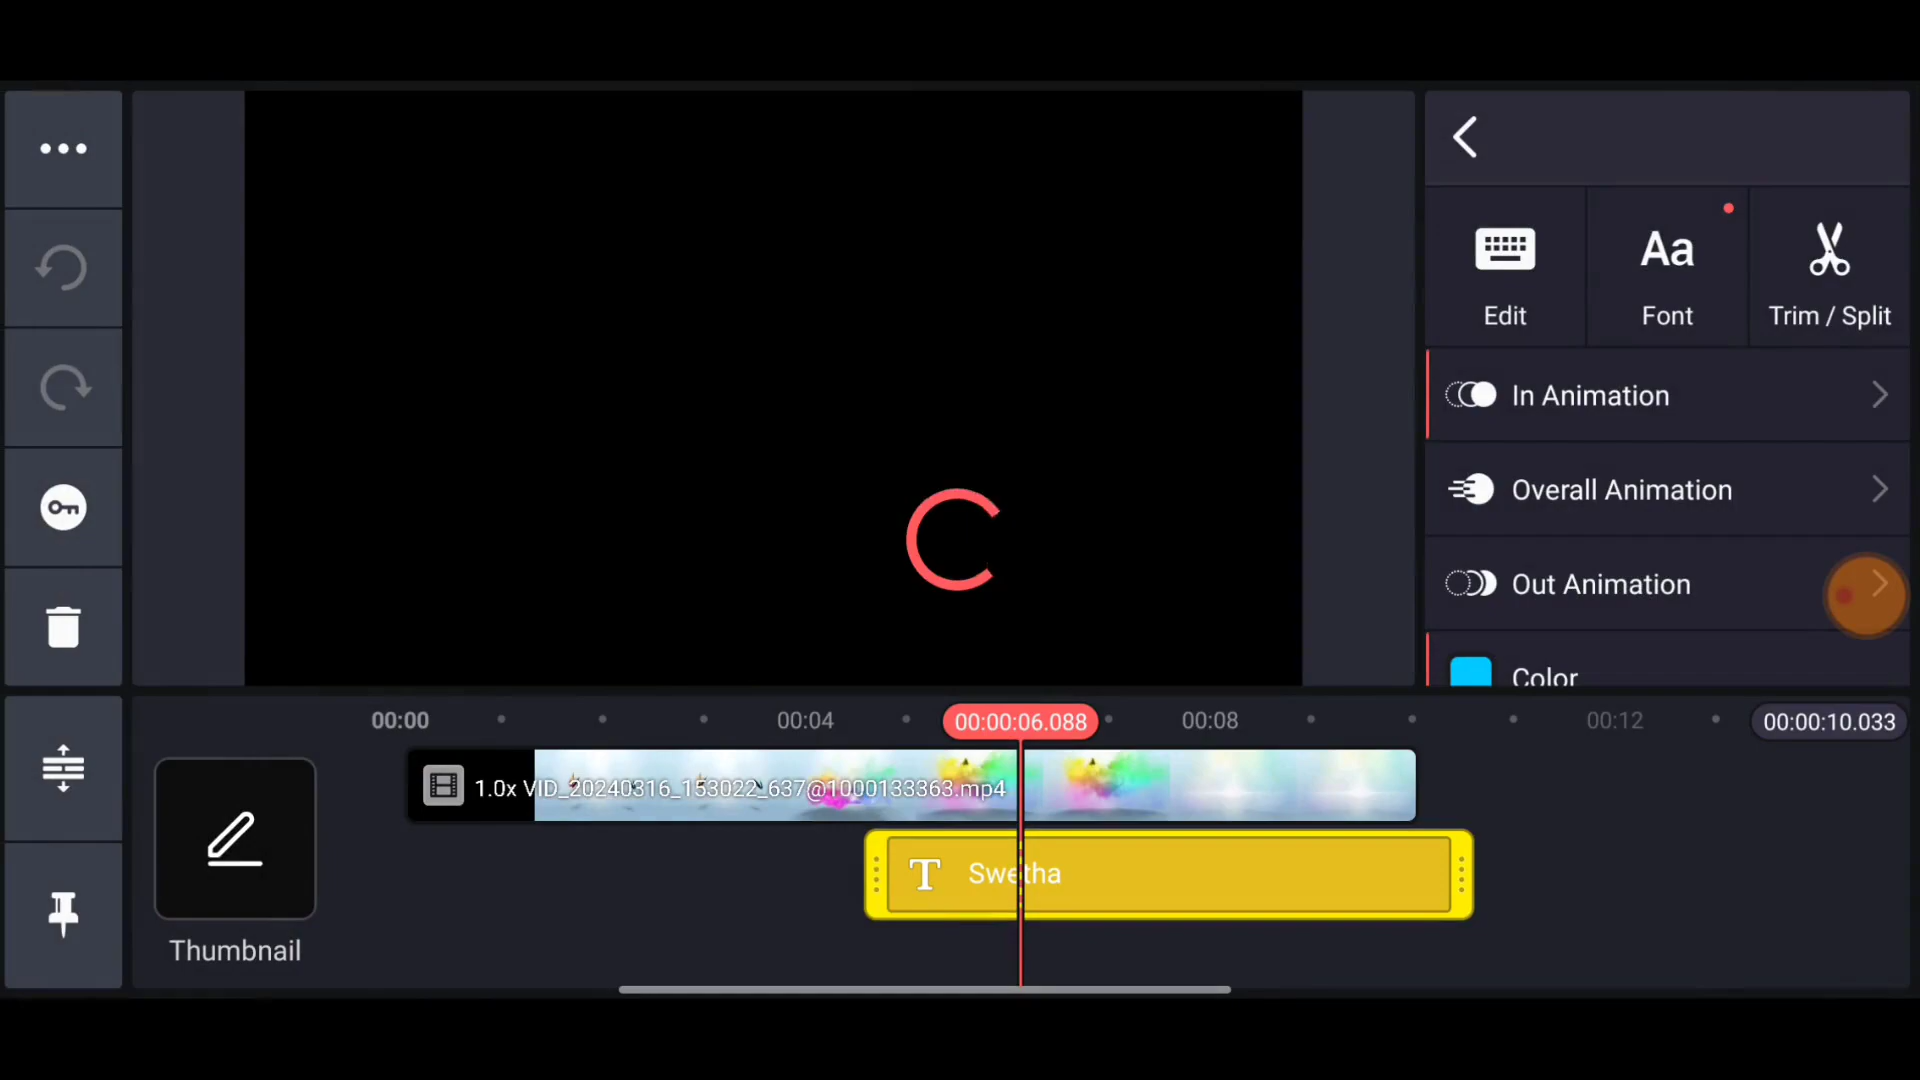 Edit
Aa
Font
Trim / Split
In Animation
Overall Animation
Out Animation
Color
00:00
00:04
00:00:06.088
00:08
00:12
00:00:10.033
1.0x VID_20240316_153022_637@1000133363.mp4
T Swetha
Thumbnail